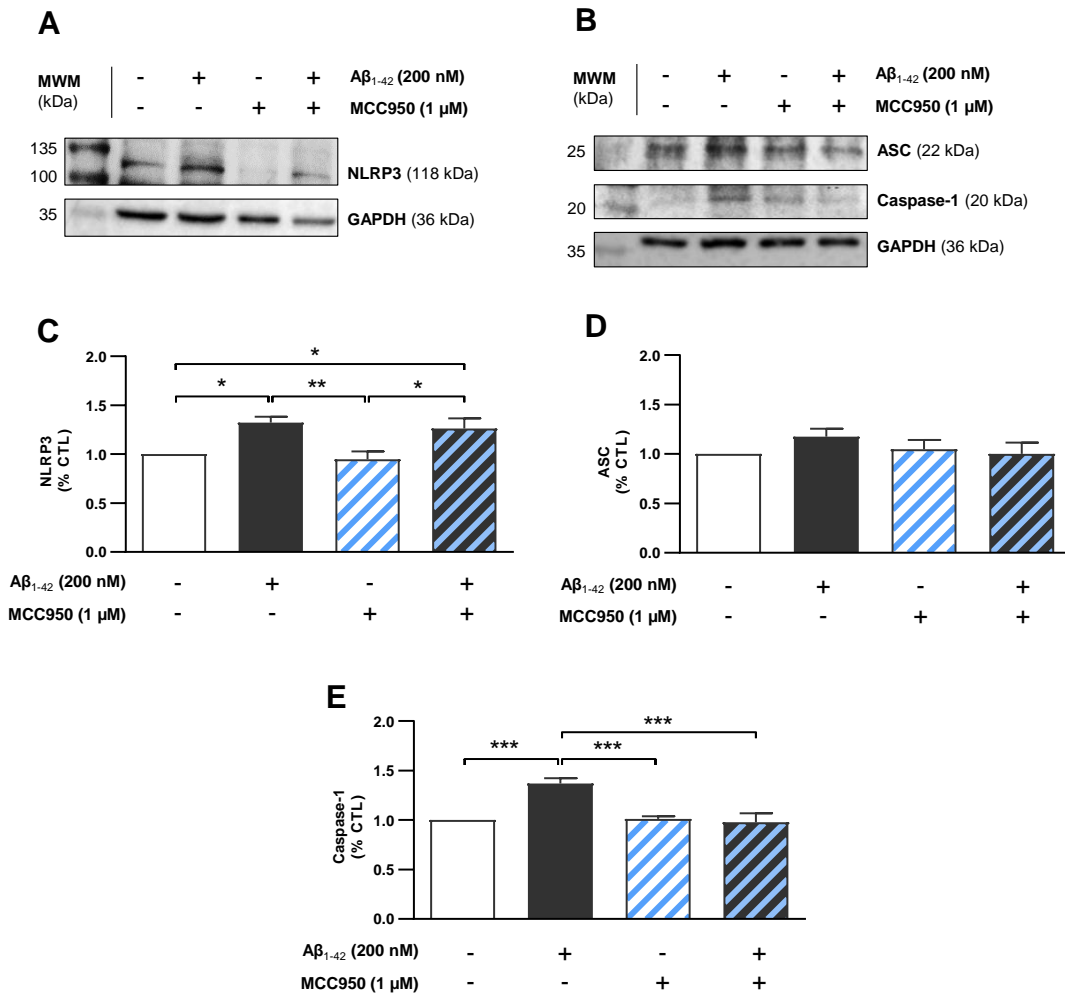 A
MWM
(kDa)
- + - + Aβ1-42 (200 nM)
- - + + MCC950 (1 µM)
135
100
NLRP3 (118 kDa)
35
GAPDH (36 kDa)
B
MWM
(kDa)
- + - + Aβ1-42 (200 nM)
- - + + MCC950 (1 µM)
25
ASC (22 kDa)
20
Caspase-1 (20 kDa)
35
GAPDH (36 kDa)
C
NLRP3
(% CTL)
2.0
1.5
1.0
0.5
0.0
*
* ** *
Aβ1-42 (200 nM) - + - +
MCC950 (1 µM) - - + +
D
ASC
(% CTL)
2.0
1.5
1.0
0.5
0.0
Aβ1-42 (200 nM) - + - +
MCC950 (1 µM) - - + +
E
Caspase-1
(% CTL)
2.0
1.5
1.0
0.5
0.0
***
*** ***
Aβ1-42 (200 nM) - + - +
MCC950 (1 µM) - - + +